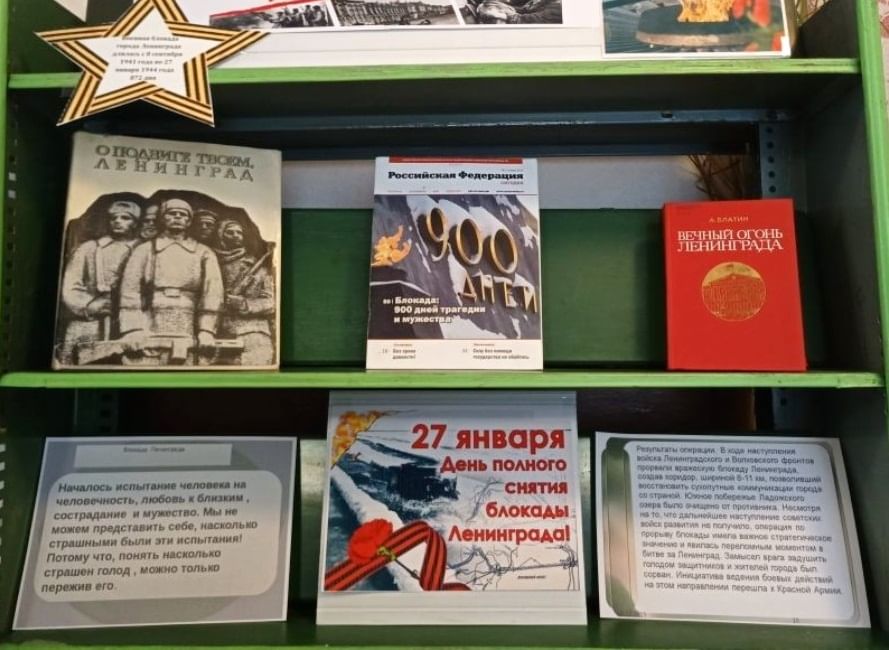 Военная блокада
города Ленинграда
длилась с 8 сентября
1941 года по 27
января 1944 года
872 дня
О ПОДВИГЕ ТВОЕМ,
ЛЕНИНГРАД
Российская Федерация
сегодня
900
ДНЕЙ
Блокада:
900 дней трагедии
и мужества
Без срока
давности!
А. БЛАТИН
ВЕЧНЫЙ ОГОНЬ
ЛЕНИНГРАДА
Блокада Ленинграда
Началось испытание человека на
человечность, любовь к близким ,
сострадание и мужество. Мы не
можем представить себе, насколько
страшными были эти испытания!
Потому что, понять насколько
страшен голод , можно только
пережив его.
27 января
День полного
снятия
блокады
Ленинграда!
Результаты операции. В ходе наступления
войска Ленинградского и Волховского фронтов
прорвали вражескую блокаду Ленинграда,
создав коридор, шириной 8-11 км, позволивший
восстановить сухопутные коммуникации города
со страной. Южное побережье Ладожского
озера было очищено от противника. Несмотря
на то, что дальнейшее наступление советских
войск развития не получило, операция по
прорыву блокады имела важное стратегическое
значение и явилась переломным моментом в
битве за Ленинград. Замысел врага задушить
голодом защитников и жителей города был
сорван. Инициатива ведения боевых действий
на этом направлении перешла к Красной Армии.